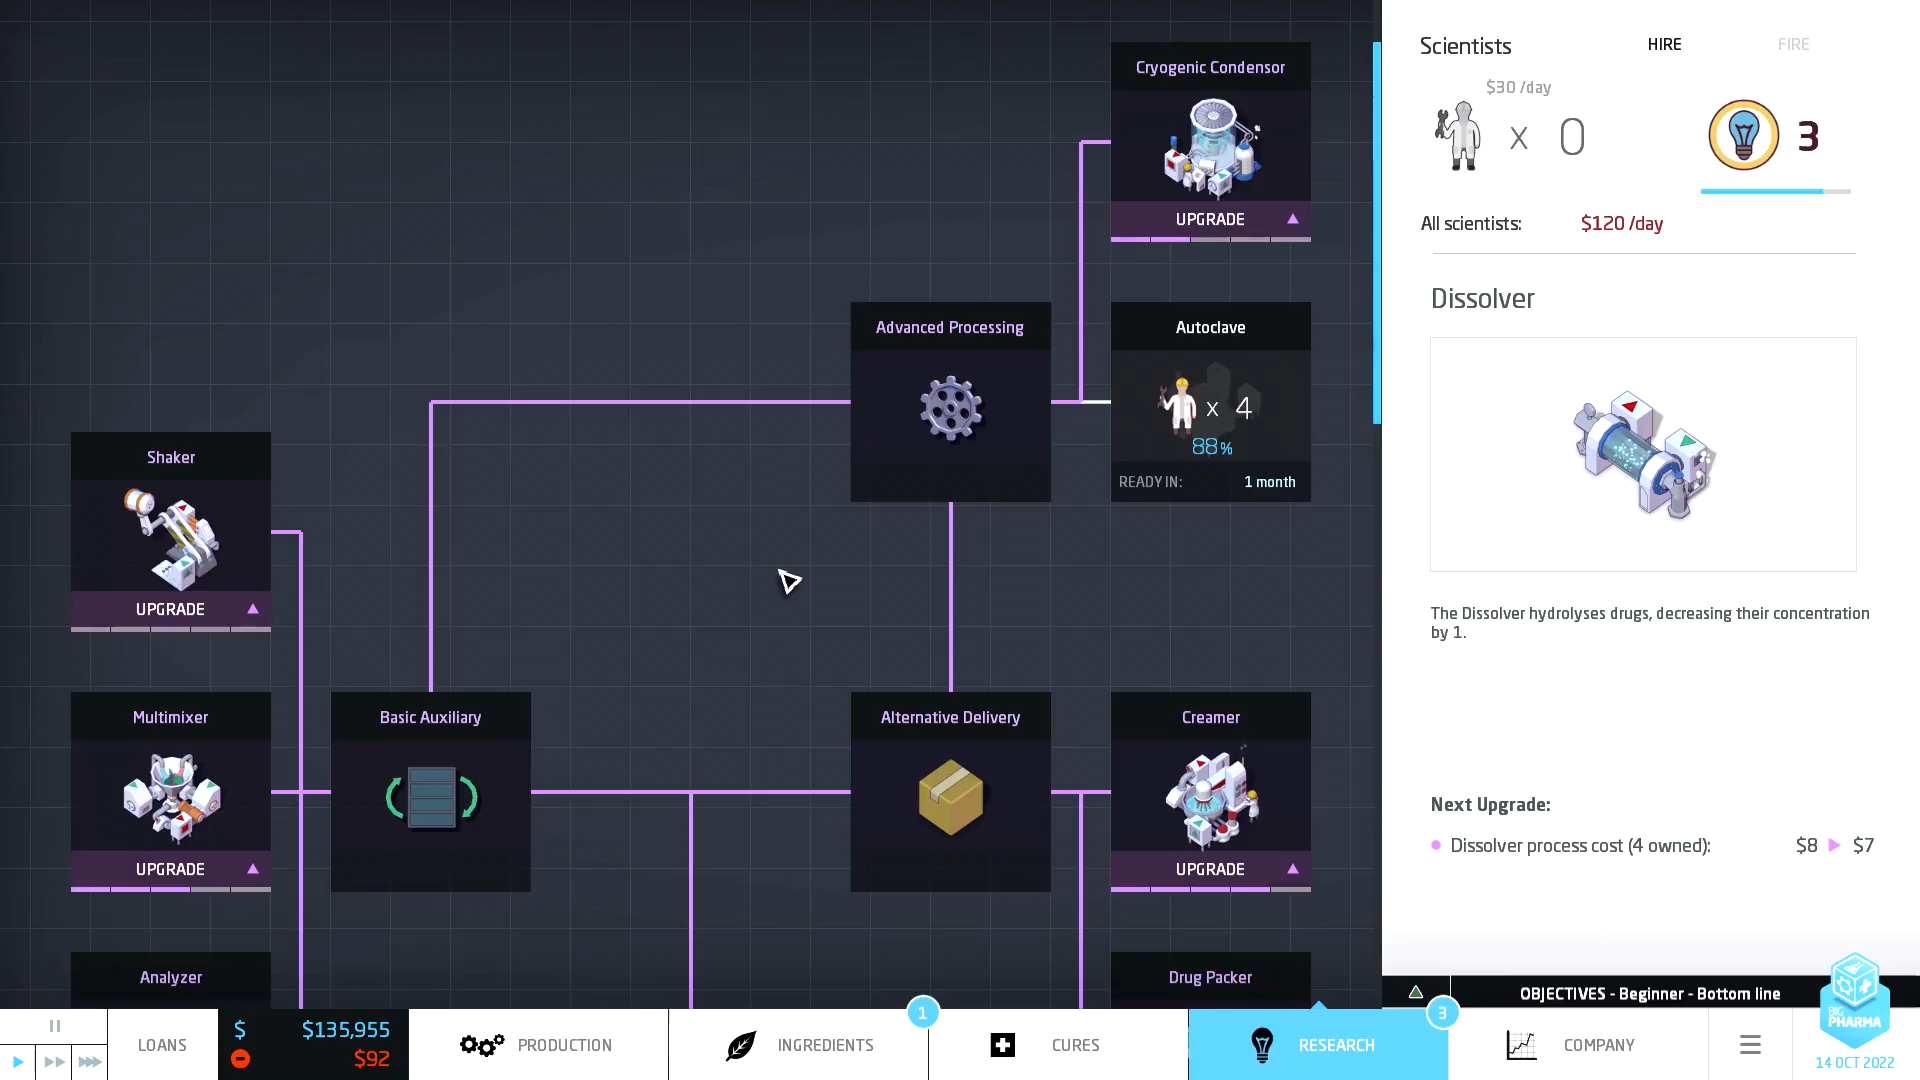 Cryogenic Condensor
UPGRADE
Advanced Processing
Autoclave
x 4
88%
READY IN: 1 month
Shaker
UPGRADE
Multimixer
UPGRADE
Basic Auxiliary
Alternative Delivery
Creamer
UPGRADE
Analyzer
Drug Packer
Scientists
HIRE
FIRE
$30 /day
x 0
3
All scientists: $120 /day
Dissolver
The Dissolver hydrolyses drugs, decreasing their concentration
by 1.
Next Upgrade:
Dissolver process cost (4 owned): $8 $7
OBJECTIVES - Beginner - Bottom line
LOANS
$ $135,955
$92
PRODUCTION
INGREDIENTS
1
CURES
RESEARCH
3
COMPANY
BIG
PHARMA
14 OCT 2022